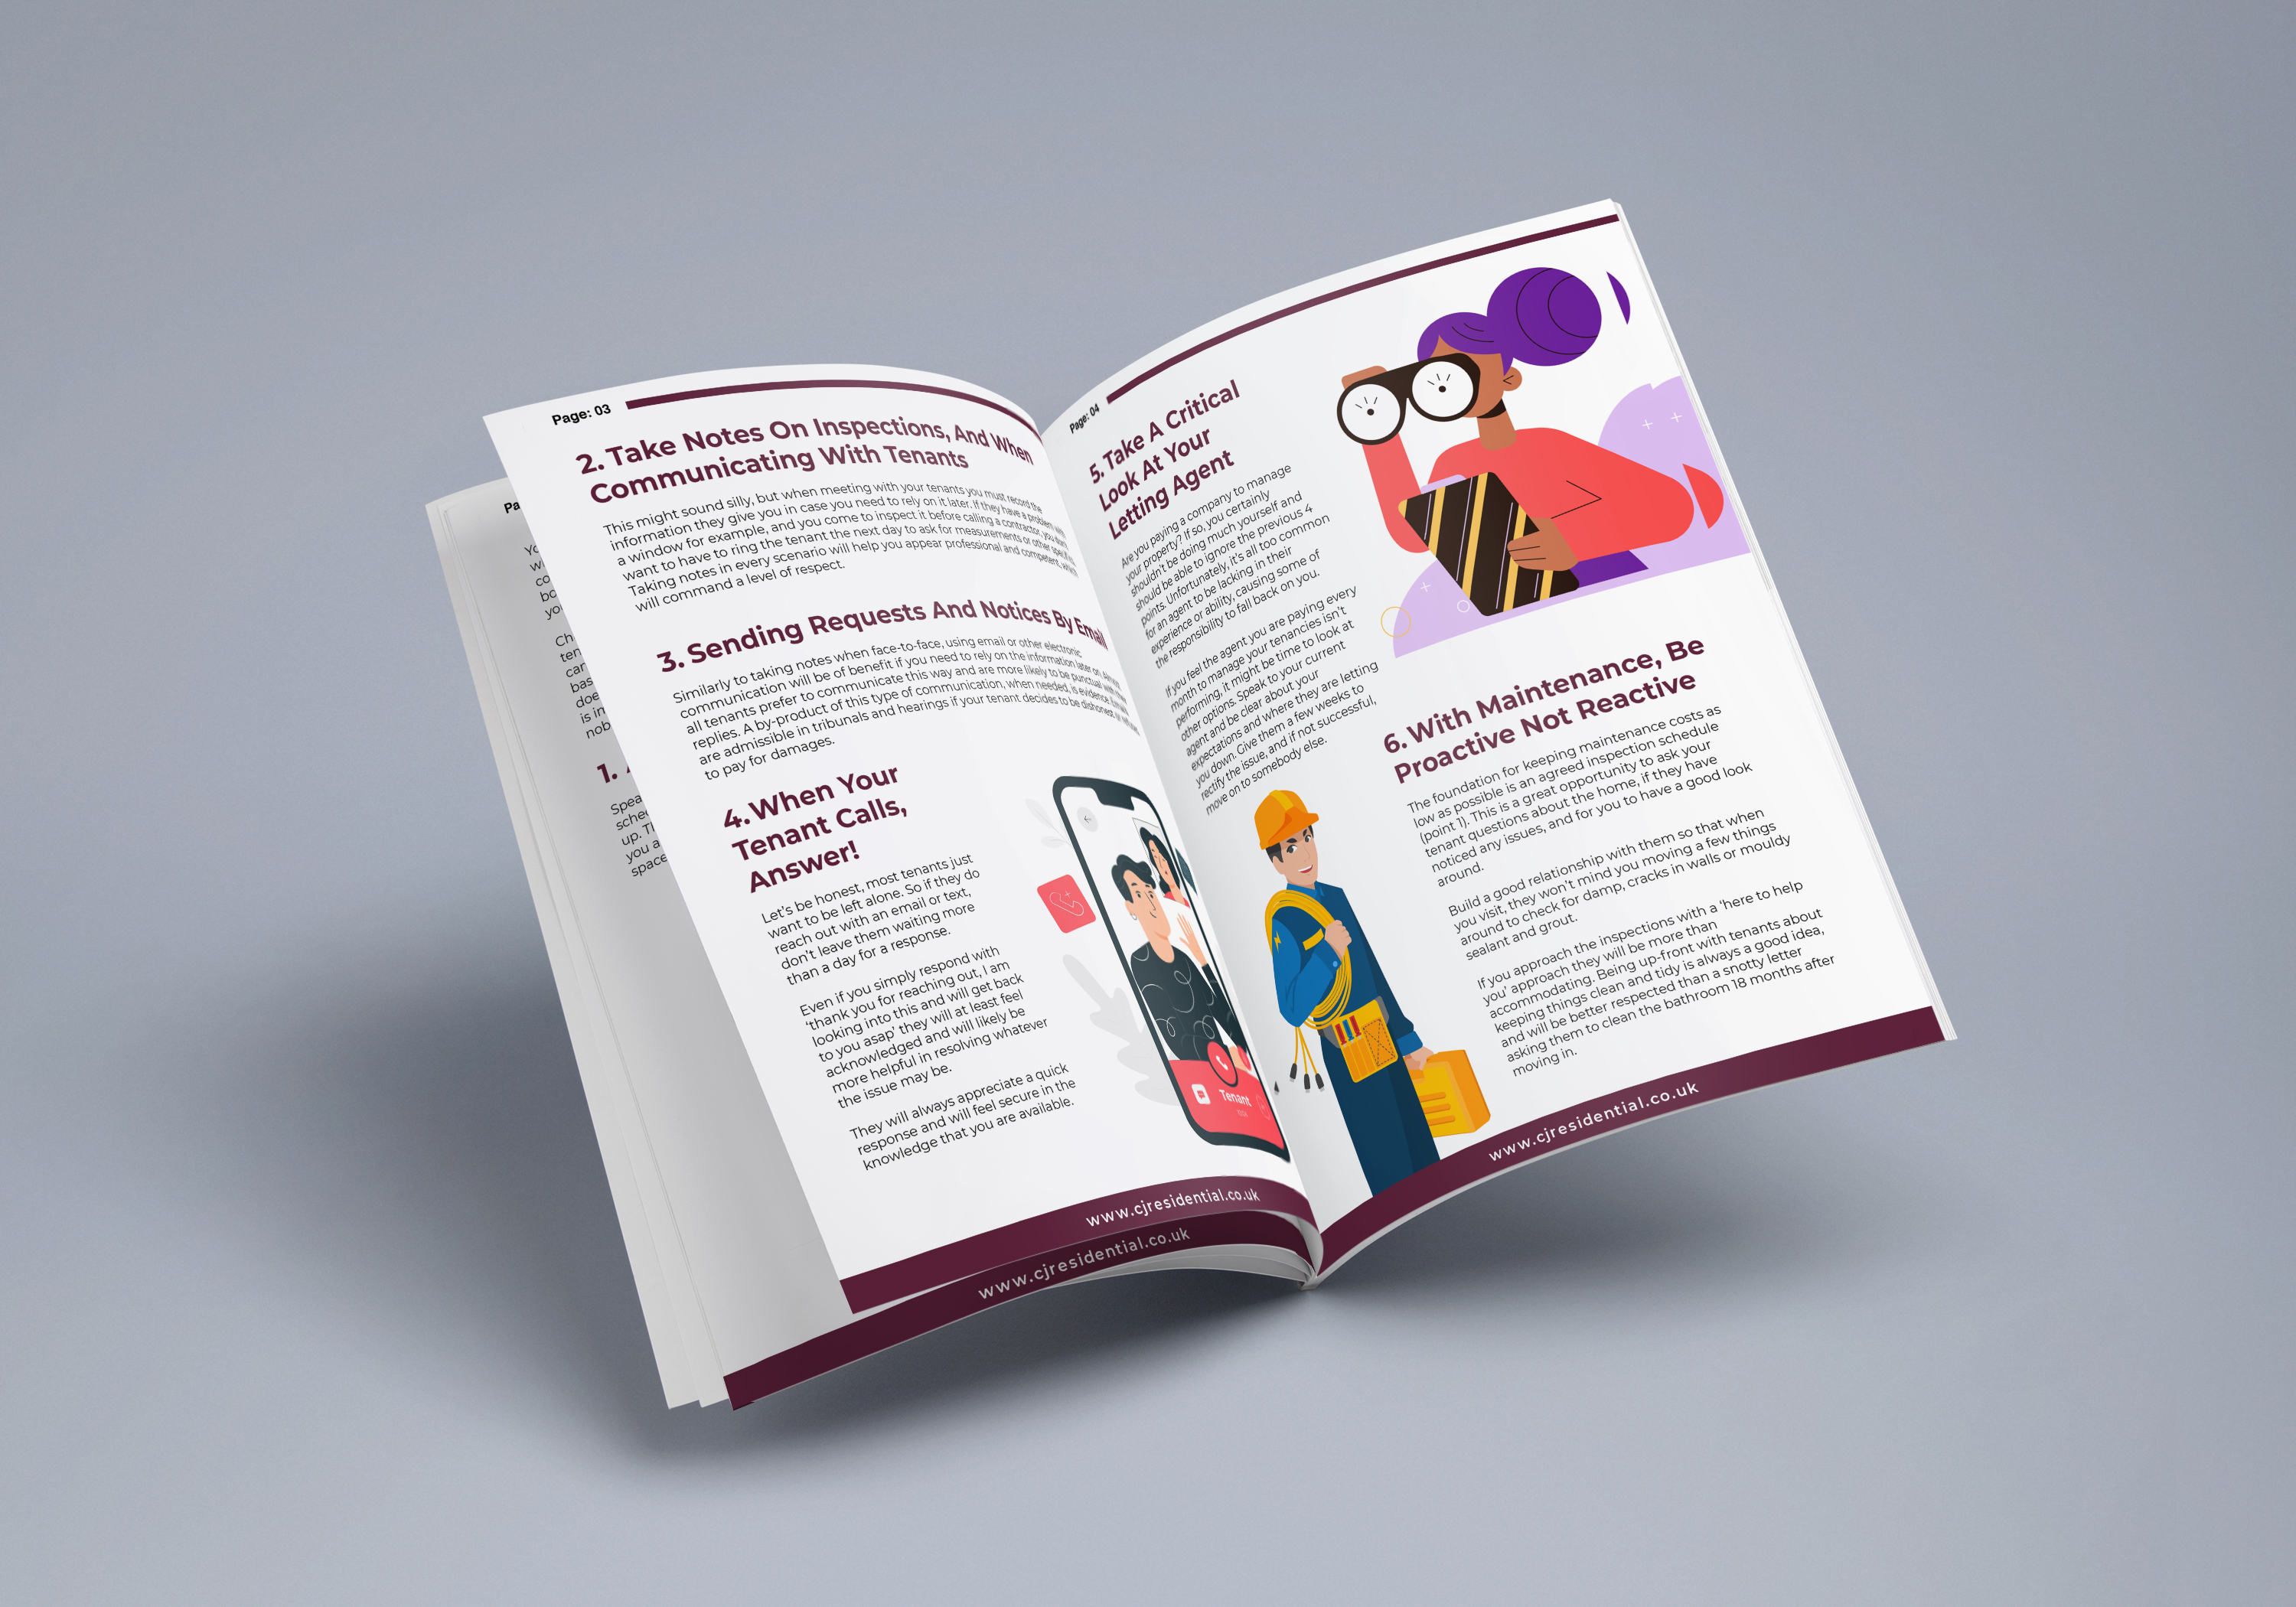 Pa
Yo
w
co
bo
yo
Ch
ten
can
bas
doe
is in
nob
1.
Spea
sche
up. Th
you a
space
www.cjresidential.co.uk
Page: 03
2. Take Notes On Inspections, And When
Communicating With Tenants
This might sound silly, but when meeting with your tenants you must record the
information they give you in case you need to rely on it later. If they have a problem with
a window for example, and you come to inspect it before calling a contractor, you don't
want to have to ring the tenant the next day to ask for measurements or other
Taking notes in every scenario will help you appear professional and competent, which
will command a level of respect.
3. Sending Requests And Notices By Email
Similarly to taking notes when face-to-face, using email or other electronic
communication will be of benefit if you need to rely on the information later on. Almost
all tenants prefer to communicate this way and are more likely to be punctual with their
replies. A by-product of this type of communication, when needed, is evidence. Emails
are admissible in tribunals and hearings if your tenant decides to be dishonest, or refuses
to pay for damages.
4. When Your
Tenant Calls,
Answer!
Let's be honest, most tenants just
want to be left alone. So if they do
reach out with an email or text,
don't leave them waiting more
than a day for a response.
Even if you simply respond with
'thank you for reaching out, I am
looking into this and will get back
to you asap' they will at least feel
acknowledged and will likely be
more helpful in resolving whatever
the issue may be.
They will always appreciate a quick
response and will feel secure in the
knowledge that you are available.
Tenant
www.cjresidential.co.uk
Page: 04
5. Take A Critical
Look At Your
Letting Agent
Are you paying a company to manage
your property? If so, you certainly
shouldn't be doing much yourself and
should be able to ignore the previous 4
points. Unfortunately, it's all too common
for an agent to be lacking in their
experience or ability, causing some of
the responsibility to fall back on you.
If you feel the agent you are paying every
month to manage your tenancies isn't
performing, it might be time to look at
other options. Speak to your current
agent and be clear about your
expectations and where they are letting
you down. Give them a few weeks to
rectify the issue, and if not successful,
move on to somebody else.
6. With Maintenance, Be
Proactive Not Reactive
The foundation for keeping maintenance costs as
low as possible is an agreed inspection schedule
(point 1). This is a great opportunity to ask your
tenant questions about the home, if they have
noticed any issues, and for you to have a good look
around.
Build a good relationship with them so that when
you visit, they won't mind you moving a few things
around to check for damp, cracks in walls or mouldy
sealant and grout.
If you approach the inspections with a 'here to help
you' approach they will be more than
accommodating. Being up-front with tenants about
keeping things clean and tidy is always a good idea,
and will be better respected than a snotty letter
asking them to clean the bathroom 18 months after
moving in.
www.cjresidential.co.uk